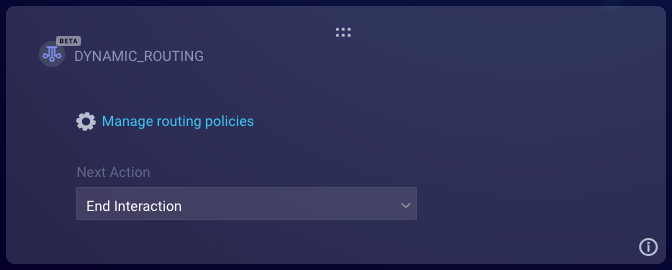 BETA
DYNAMIC_ROUTING
Manage routing policies
Next Action
End Interaction